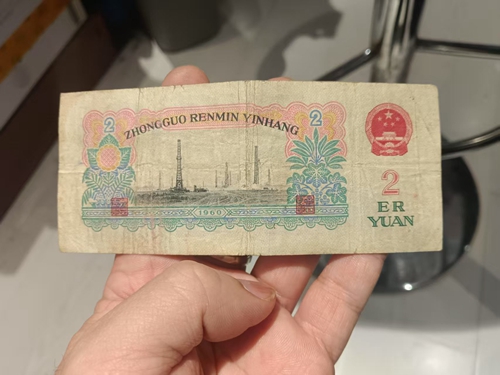 2
ZHONGGUO RENMIN YINHANG
2
1960
2
ER
YUAN